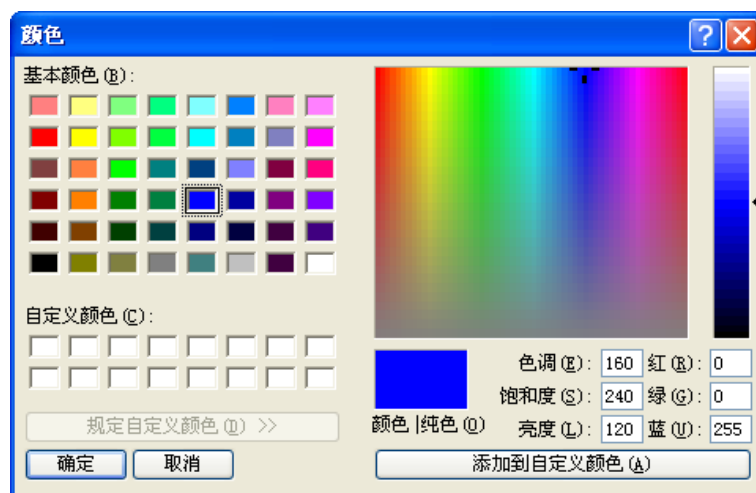 颜色
基本颜色(B):
自定义颜色(C):
规定自定义颜色(D) >>
确定
取消
颜色|纯色(O)
色调(E): 160
红(R): 0
饱和度(S): 240
绿(G): 0
亮度(L): 120
蓝(U): 255
添加到自定义颜色(A)